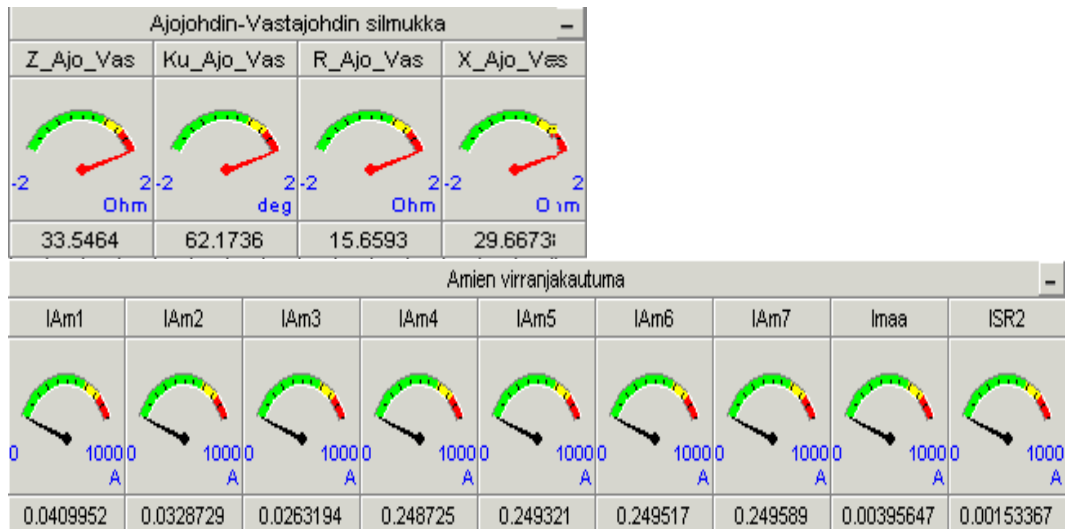 Ajojohdin-Vastajohdin silmukka
Z_Ajo_Vas Ku_Ajo_Vas R_Ajo_Vas X_Ajo_Vas
-2 2 -2 2 -2 2 -2 2
Ohm deg Ohm Ohm
33.5464 62.1736 15.6593 29.6673
Amien virranjakautuma
IAm1 IAm2 IAm3 IAm4 IAm5 IAm6 IAm7 Imaa ISR2
0 1000 0 1000 0 1000 0 1000 0 1000 0 1000 0 1000 0 1000 0 1000
A A A A A A A A A
0.0409952 0.0328729 0.0263194 0.248725 0.249321 0.249517 0.249589 0.00395647 0.00153367